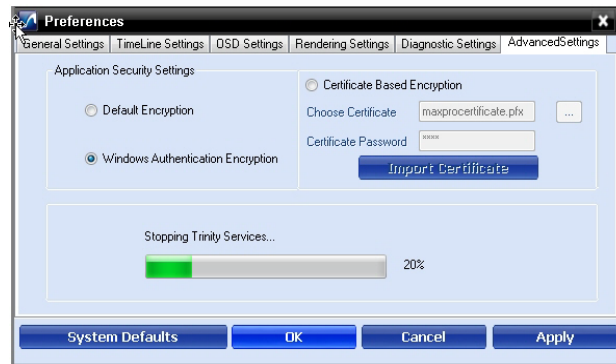 Preferences
General Settings TimeLine Settings OSD Settings Rendering Settings Diagnostic Settings AdvancedSettings
Application Security Settings
Default Encryption
Windows Authentication Encryption
Certificate Based Encryption
Choose Certificate maxprocertificate.pfx ...
Certificate Password ****
Import Certificate
Stopping Trinity Services...
20%
System Defaults OK Cancel Apply